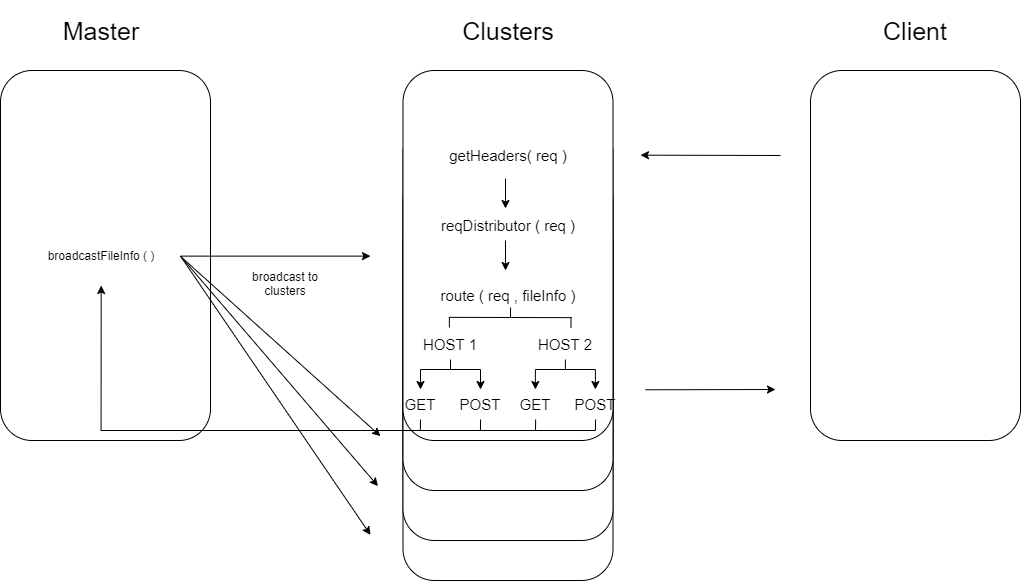 Master
Clusters
Client
getHeaders( req )
reqDistributor ( req )
broadcastFileInfo ( )
broadcast to
clusters
route ( req , fileInfo )
HOST 1
HOST 2
GET
POST
GET
POST